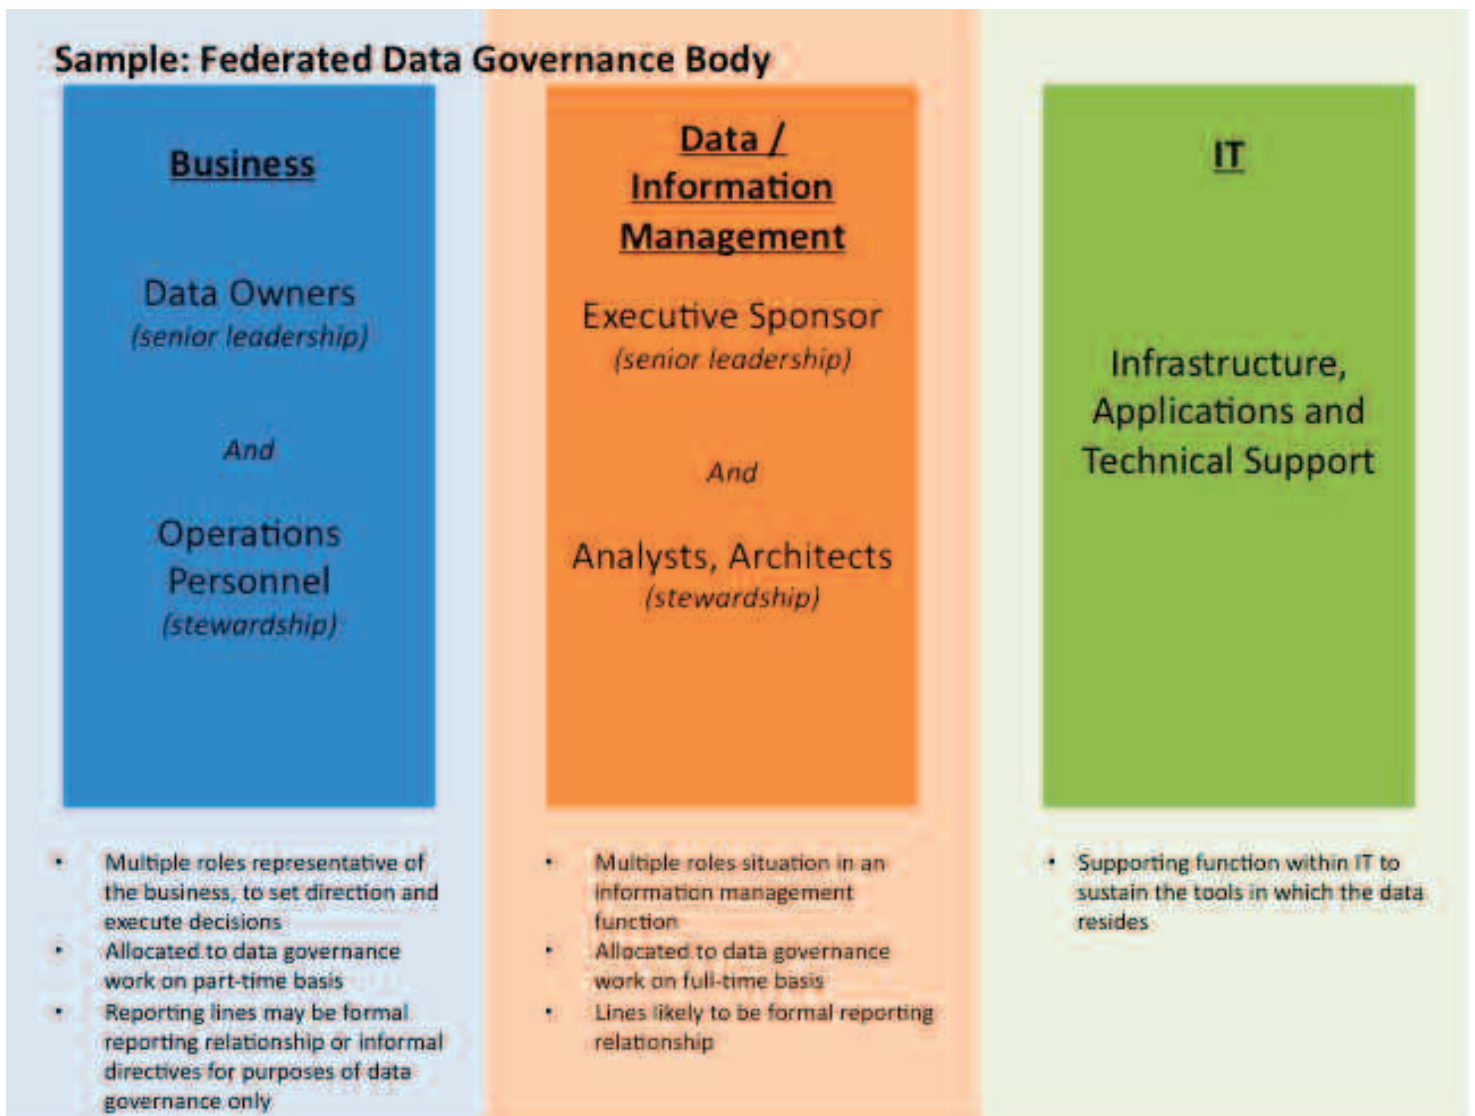 Sample: Federated Data Governance Body
Business
Data Owners
(senior leadership)
And
Operations
Personnel
(stewardship)
Data /
Information
Management
Executive Sponsor
(senior leadership)
And
Analysts, Architects
(stewardship)
IT
Infrastructure,
Applications and
Technical Support
• Multiple roles representative of
the business, to set direction and
execute decisions
• Allocated to data governance
work on part-time basis
• Reporting lines may be formal
reporting relationship or informal
directives for purposes of data
governance only
• Multiple roles situation in an
information management
function
• Allocated to data governance
work on full-time basis
• Lines likely to be formal reporting
relationship
• Supporting function within IT to
sustain the tools in which the data
resides